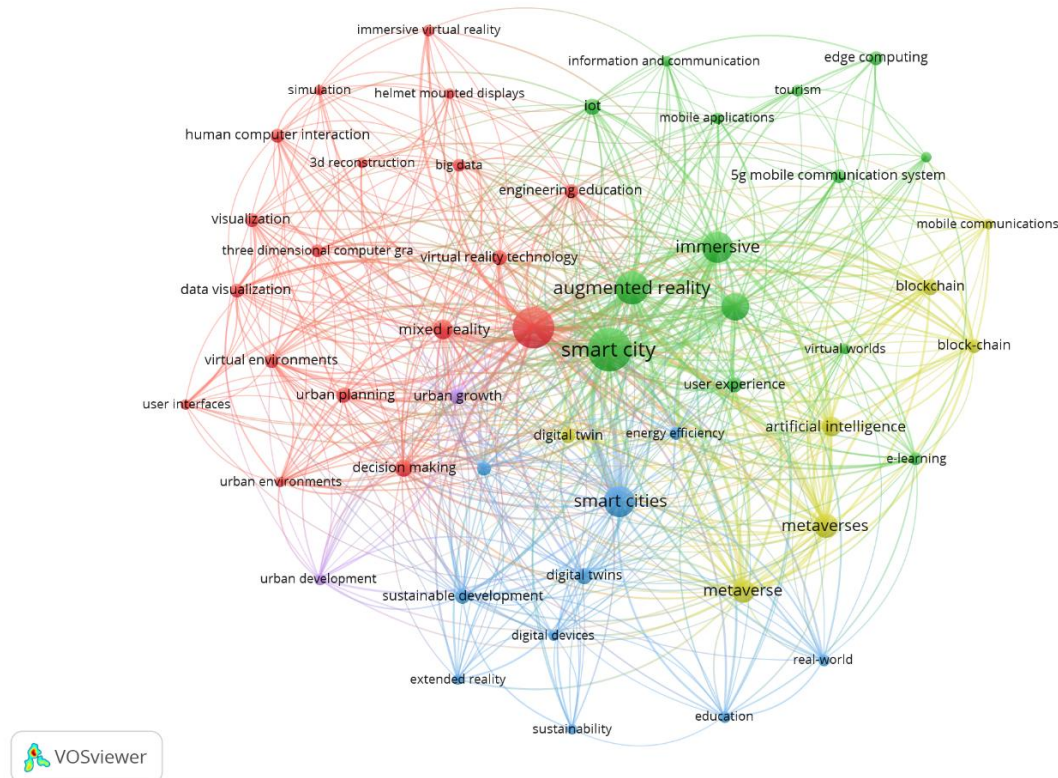 immersive virtual reality
information and communication
edge computing
simulation
helmet mounted displays
tourism
iot
mobile applications
human computer interaction
3d reconstruction
big data
5g mobile communication system
engineering education
visualization
mobile communications
three dimensional computer gra
virtual reality technology
immersive
data visualization
augmented reality
blockchain
mixed reality
smart city
virtual worlds
block-chain
virtual environments
user experience
urban planning
urban growth
user interfaces
digital twin
energy efficiency
artificial intelligence
decision making
e-learning
urban environments
smart cities
metaverses
urban development
digital twins
sustainable development
metaverse
digital devices
real-world
extended reality
education
sustainability
VOSviewer